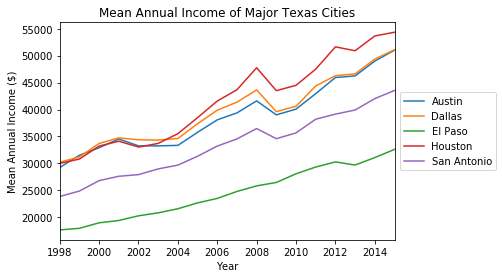 Mean Annual Income of Major Texas Cities
Mean Annual Income ($)
55000
50000
45000
40000
35000
30000
25000
20000
1998
2000
2002
2004
2006
2008
2010
2012
2014
Year
Austin
Dallas
El Paso
Houston
San Antonio